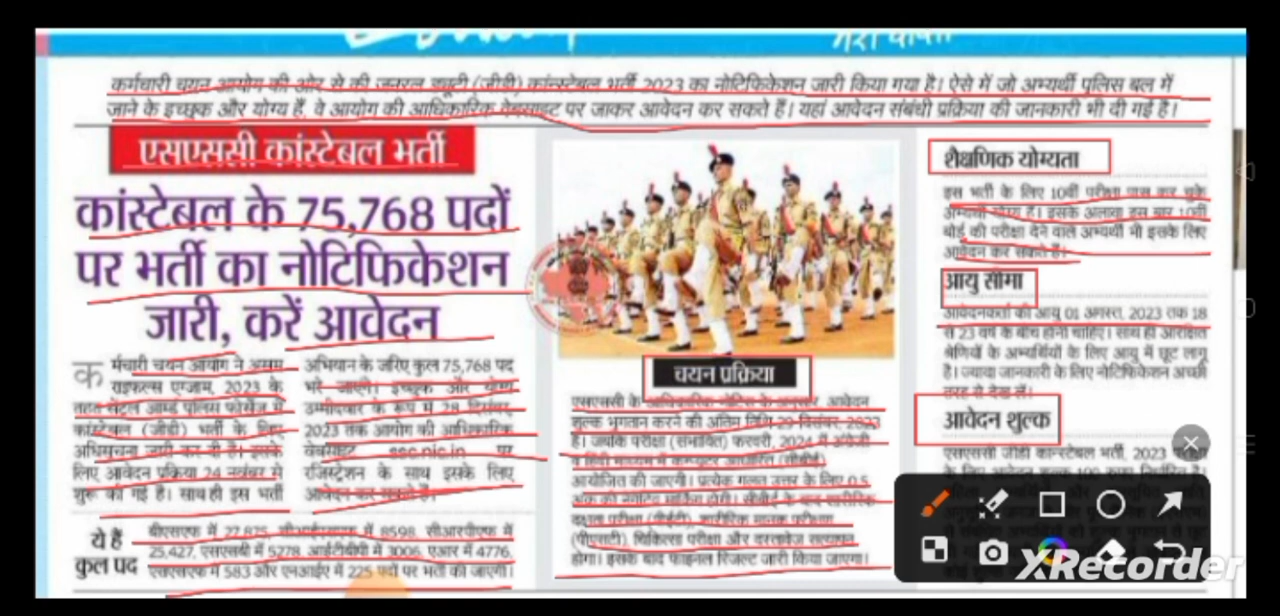 कर्मचारी चयन आयोग की ओर से की जनरल ड्यूटी (जीडी) कॉन्स्टेबल भर्ती 2023 का नोटिफिकेशन जारी किया गया है। ऐसे में जो अभ्यर्थी पुलिस बल में
जाने के इच्छुक और योग्य हैं, वे आयोग की आधिकारिक वेबसाइट पर जाकर आवेदन कर सकते हैं। यहां आवेदन संबंधी प्रक्रिया की जानकारी भी दी गई है।
एसएससी कांस्टेबल भर्ती
कांस्टेबल के 75,768 पदों
पर भर्ती का नोटिफिकेशन
जारी, करें आवेदन
कर्मचारी चयन आयोग ने असम
राइफल्स एग्जाम, 2023 के
तहत सेंट्रल आर्म्ड पुलिस फोर्सेज में
कांस्टेबल (जीडी) भर्ती के लिए
अधिसूचना जारी कर दी है। इसके
लिए आवेदन प्रक्रिया 24 नवंबर से
शुरू की गई है। साथ ही इस भर्ती
अभियान के जरिए कुल 75,768 पद
भरे जाएंगे। इच्छुक और योग्य
उम्मीदवार के रूप में 28 दिसंबर,
2023 तक आयोग की आधिकारिक
वेबसाइट ssc.nic.in पर
रजिस्ट्रेशन के साथ इसके लिए
आवेदन कर सकते हैं।
ये हैं
कुल पद
बीएसएफ में 27,875, सीआईएसएफ में 8598, सीआरपीएफ में
25,427, एसएसबी में 5278, आईटीबीपी में 3006, एआर में 4776,
एसएसएफ में 583 और एनआईए में 225 पदों पर भर्ती की जाएगी।
चयन प्रक्रिया
एसएससी के आधिकारिक नोटिस के अनुसार, आवेदन
शुल्क भुगतान करने की अंतिम तिथि 29 दिसंबर, 2023
है। जबकि परीक्षा (संभावित) फरवरी, 2024 में अंग्रेजी
व हिंदी माध्यम में कम्प्यूटर आधारित (सीबीई)
आयोजित की जाएगी। प्रत्येक गलत उत्तर के लिए 0.5
अंक की नेगेटिव मार्किंग होगी। सीबीई के बाद शारीरिक
दक्षता परीक्षा (पीईटी), शारीरिक मानक परीक्षण
(पीएसटी) चिकित्सा परीक्षा और दस्तावेज सत्यापन
होगा। इसके बाद फाइनल रिजल्ट जारी किया जाएगा।
शैक्षणिक योग्यता
इस भर्ती के लिए 10वीं परीक्षा पास कर चुके
अभ्यर्थी योग्य हैं। इसके अलावा इस बार 10वीं
बोर्ड की परीक्षा देने वाले अभ्यर्थी भी इसके लिए
आवेदन कर सकते हैं।
आयु सीमा
आवेदनकर्ता की आयु 01 अगस्त, 2023 तक 18
से 23 वर्ष के बीच होनी चाहिए। साथ ही आरक्षित
श्रेणियों के अभ्यर्थियों के लिए आयु में छूट लागू
है। ज्यादा जानकारी के लिए नोटिफिकेशन अच्छी
तरह से देख लें।
आवेदन शुल्क
एसएससी जीडी कान्स्टेबल भर्ती, 2023 परीक्षा
के लिए आवेदन शुल्क 100 रुपए निर्धारित है।
XRecorder